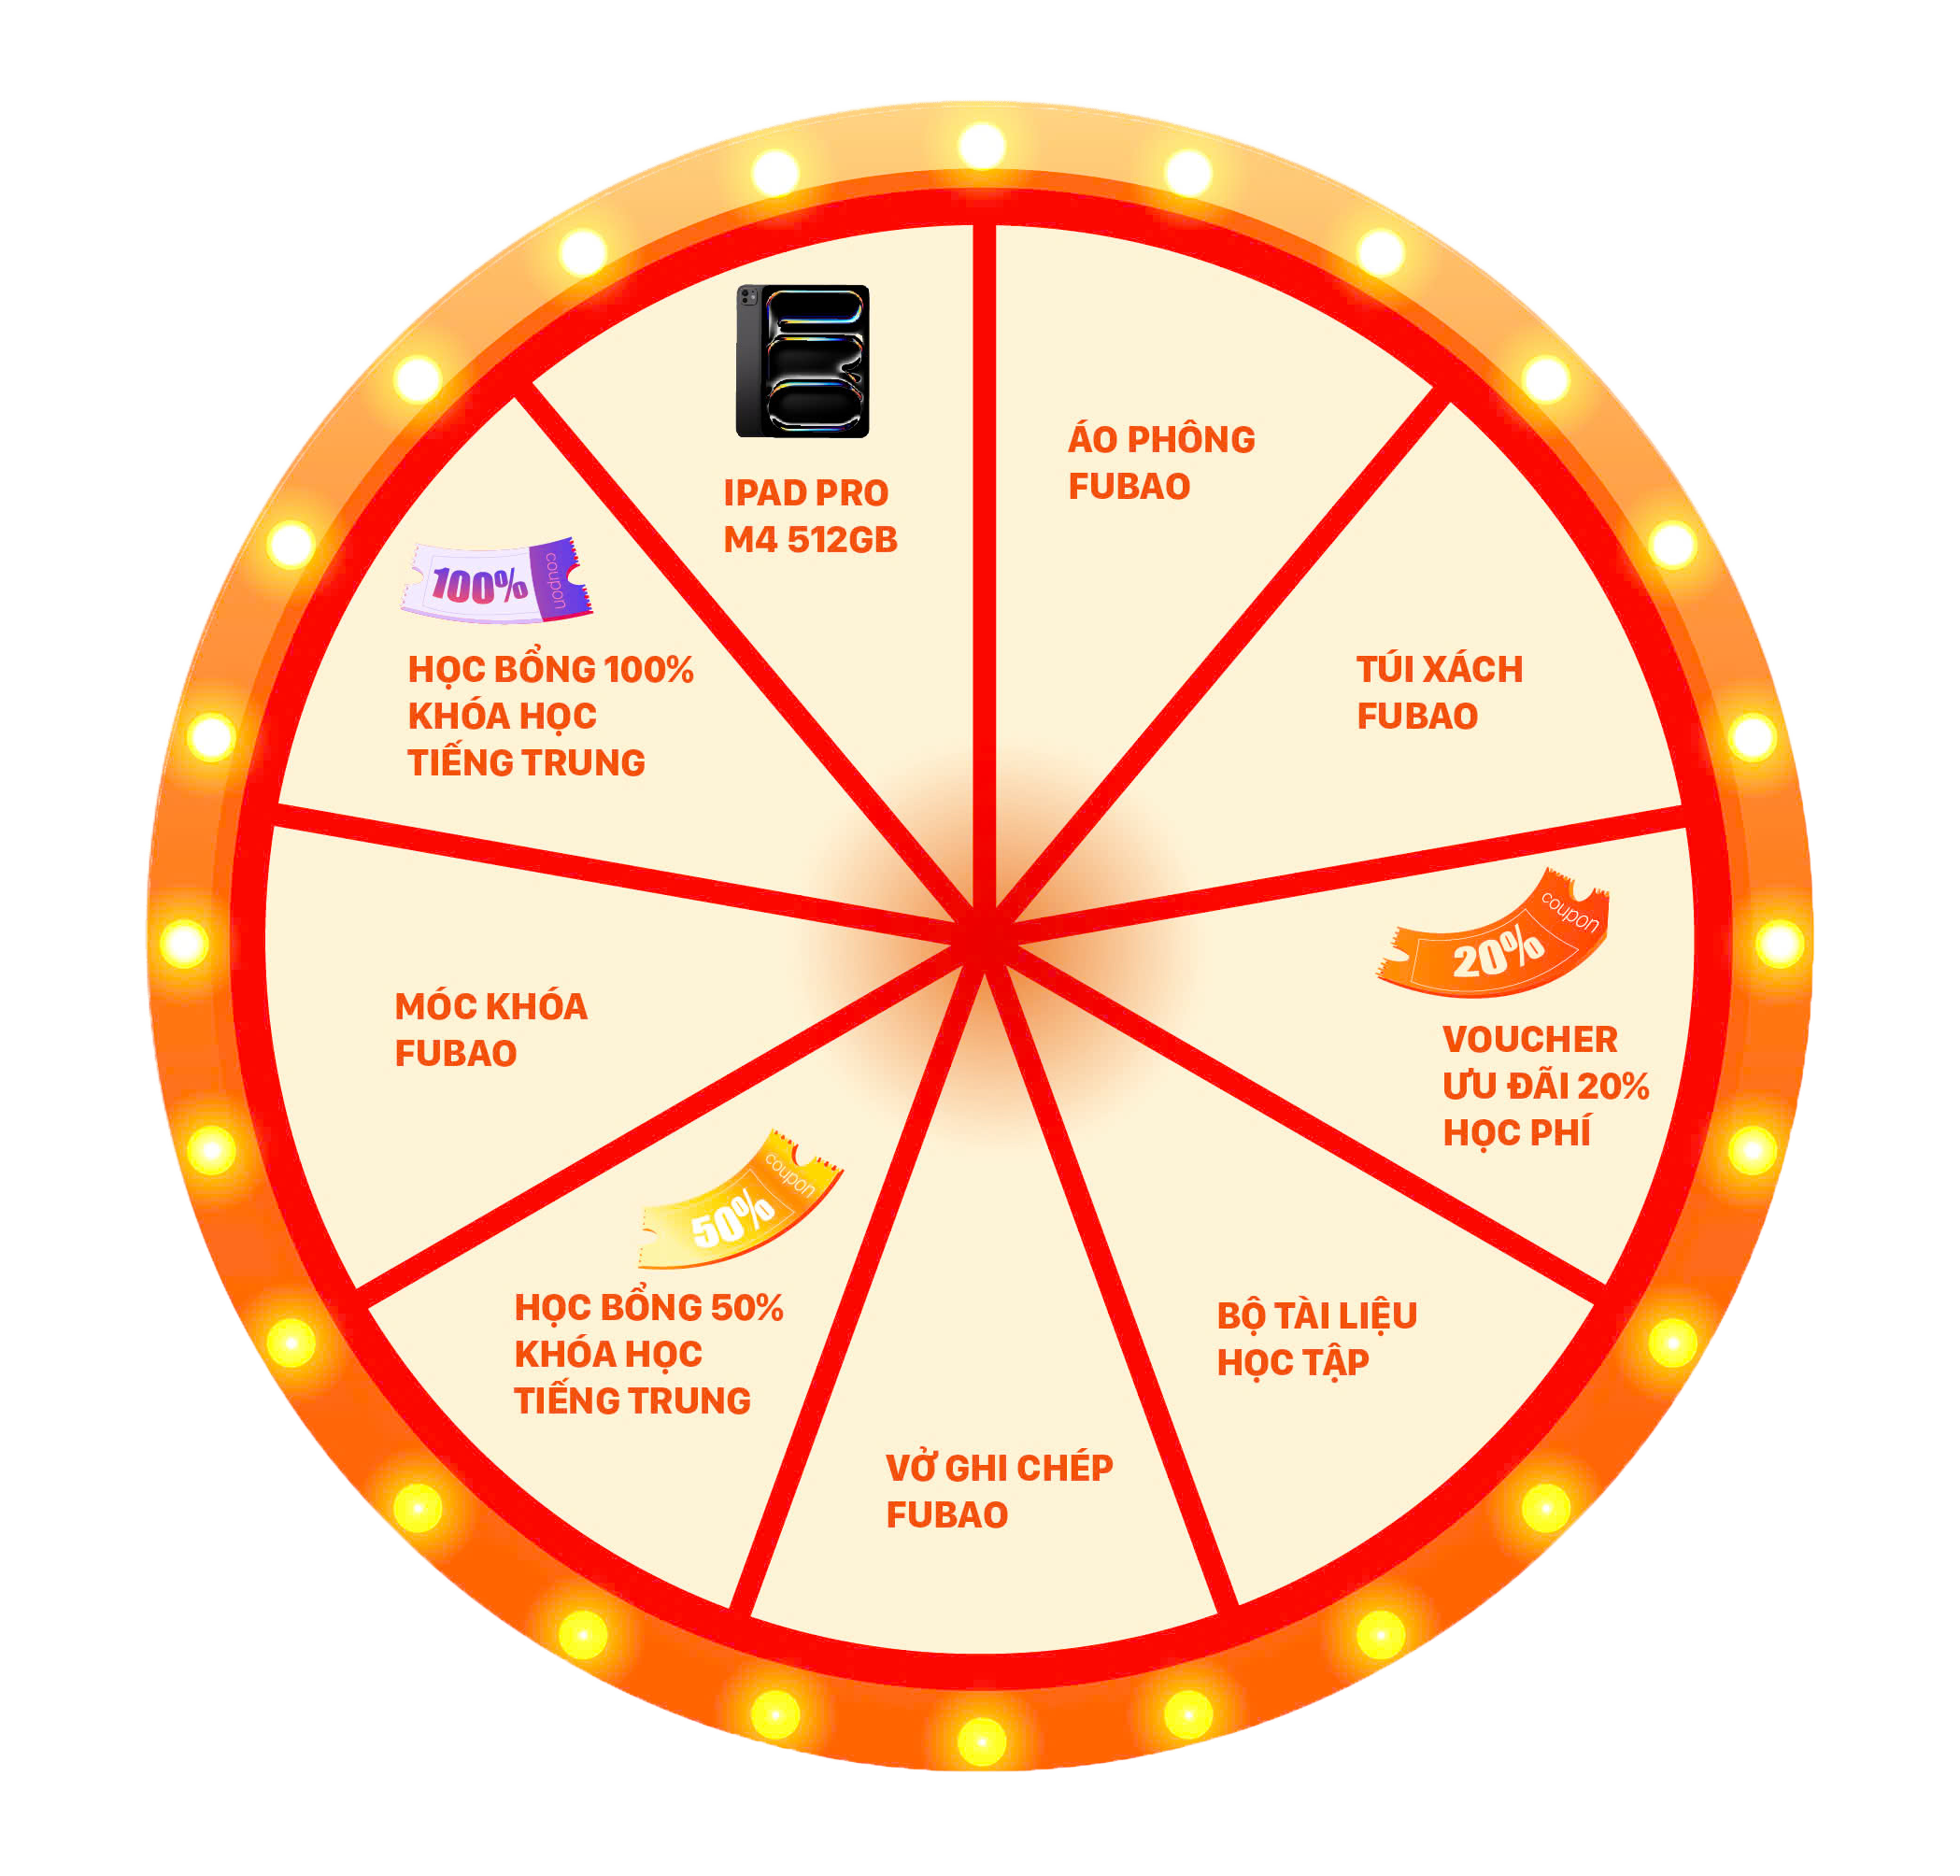 IPAD PRO
M4 512GB
ÁO PHÔNG
FUBAO
TÚI XÁCH
FUBAO
coupon
20%
VOUCHER
ƯU ĐÃI 20%
HỌC PHÍ
BỘ TÀI LIỆU
HỌC TẬP
VỞ GHI CHÉP
FUBAO
coupon
50%
HỌC BỔNG 50%
KHÓA HỌC
TIẾNG TRUNG
MÓC KHÓA
FUBAO
100%
coupon
HỌC BỔNG 100%
KHÓA HỌC
TIẾNG TRUNG